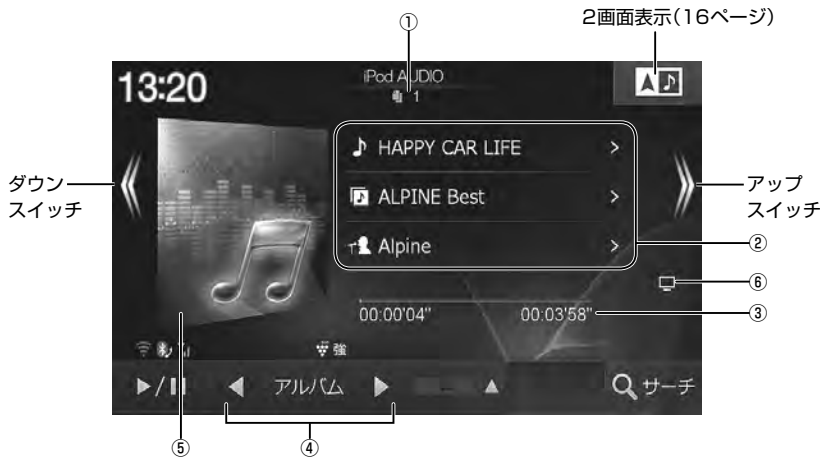 ①
2画面表示(16ページ)
13:20
iPod AUDIO
1
HAPPY CAR LIFE
ALPINE Best
Alpine
ダウン
スイッチ
アップ
スイッチ
②
⑥
00:00'04"
00:03'58"
③
強
▶/II
アルバム
サーチ
⑤
④